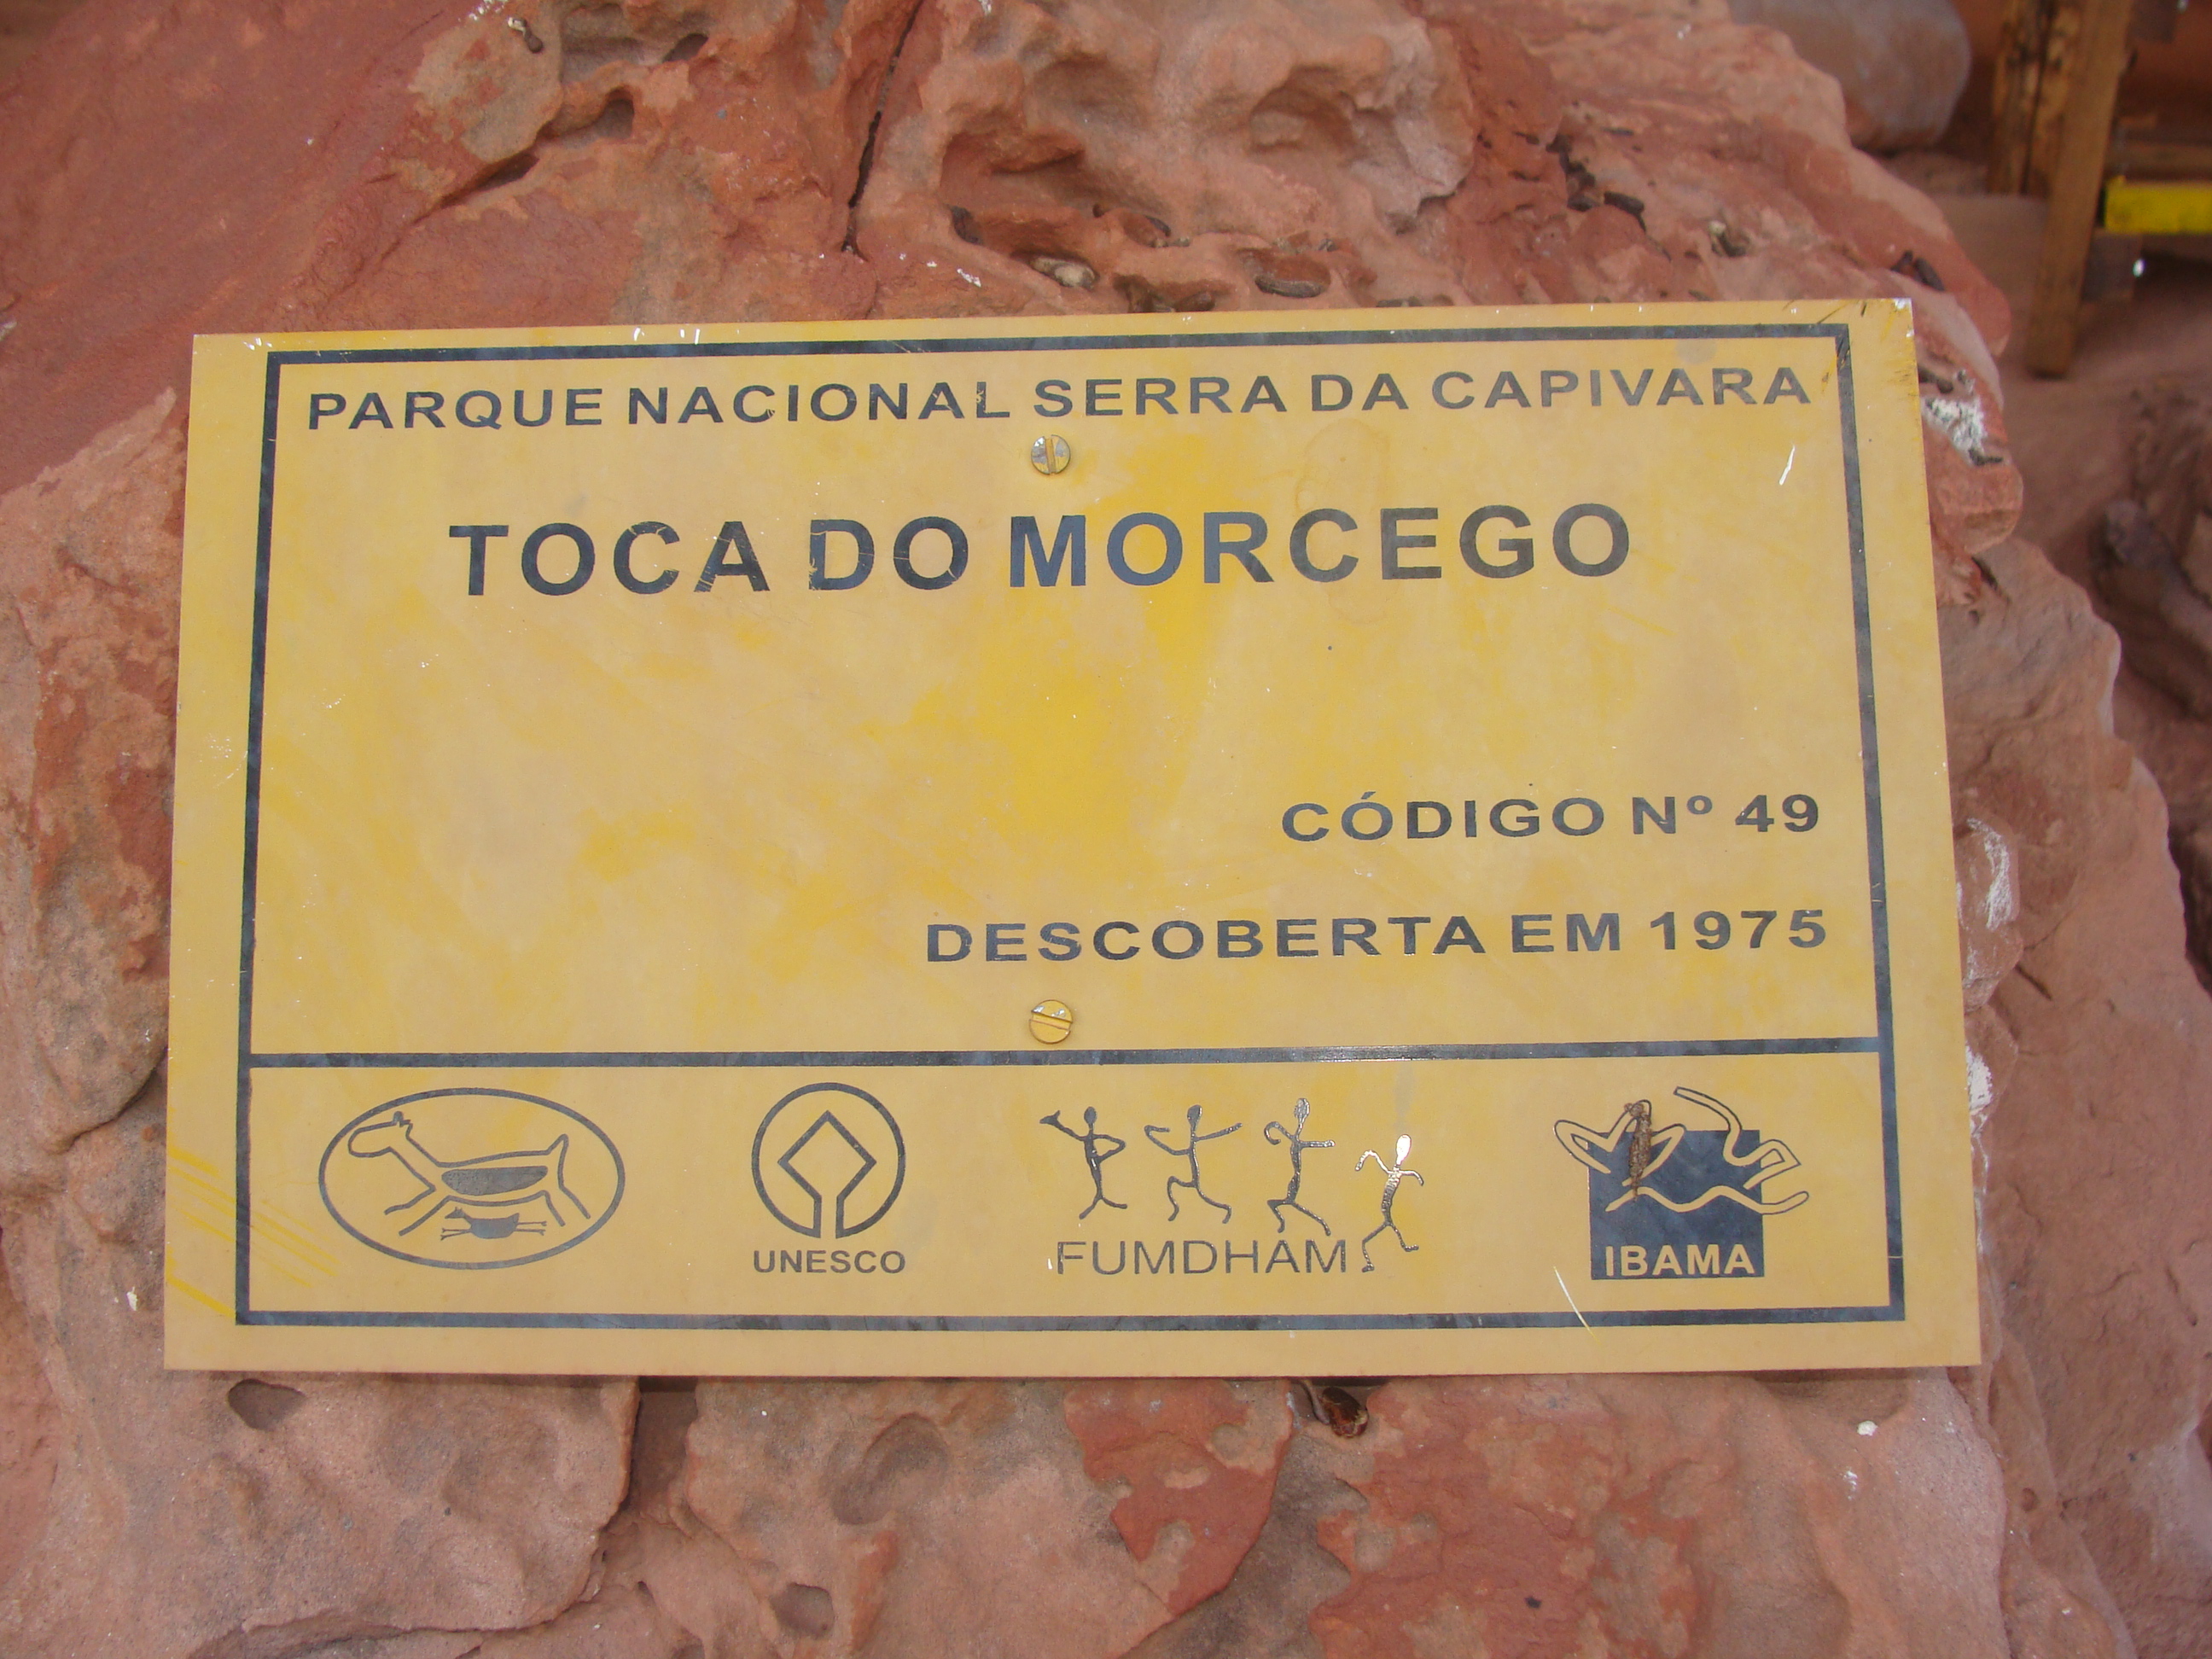 PARQUE NACIONAL SERRA DA CAPIVARA
TOCA DO MORCEGO
CÓDIGO Nº 49
DESCOBERTA EM 1975
UNESCO
FUMDHAM
IBAMA